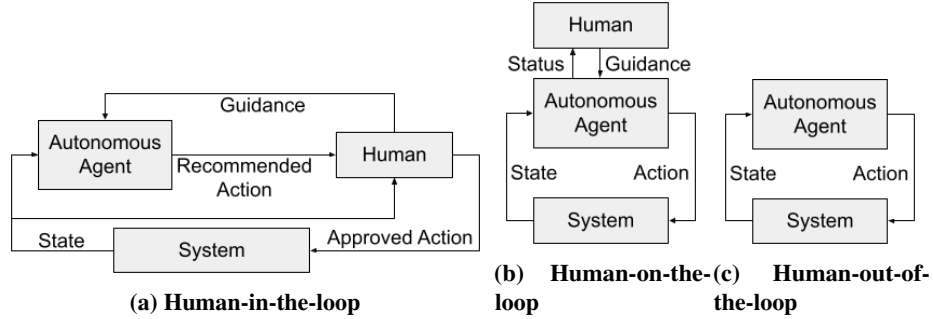 Guidance
Autonomous
Agent
Recommended
Action
Human
State
System
Approved Action
(a) Human-in-the-loop
Human
Status
Guidance
Autonomous
Agent
State
Action
System
(b) Human-on-the-
loop
Autonomous
Agent
State
Action
System
(c) Human-out-of-
the-loop